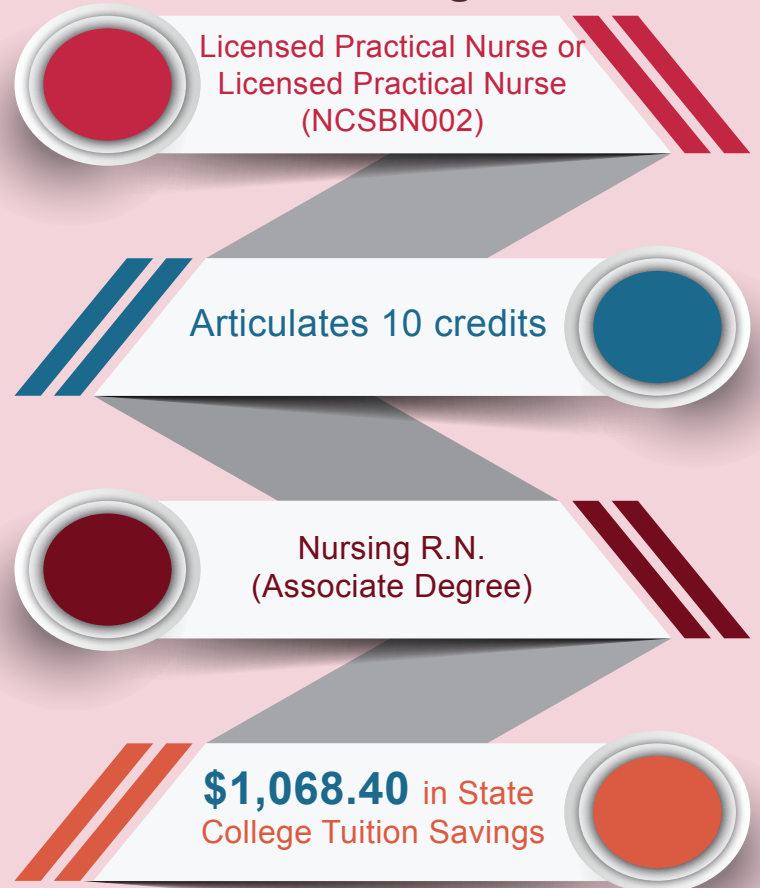 Licensed Practical Nurse or
Licensed Practical Nurse
(NCSBN002)
Articulates 10 credits
Nursing R.N.
(Associate Degree)
$1,068.40 in State
College Tuition Savings